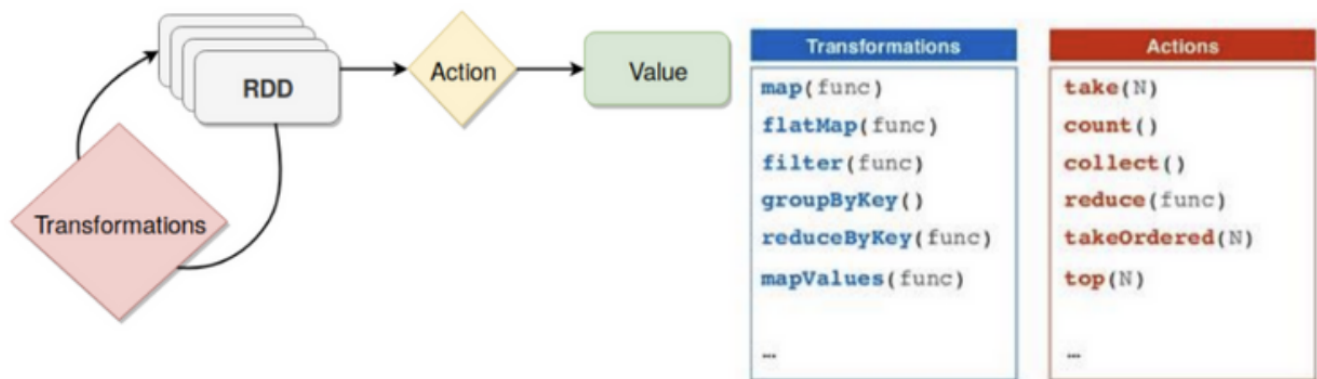 RDD
Action
Value
Transformations
Transformations
map(func)
flatMap(func)
filter(func)
groupByKey()
reduceByKey(func)
mapValues(func)
…
Actions
take(N)
count()
collect()
reduce(func)
takeOrdered(N)
top(N)
…